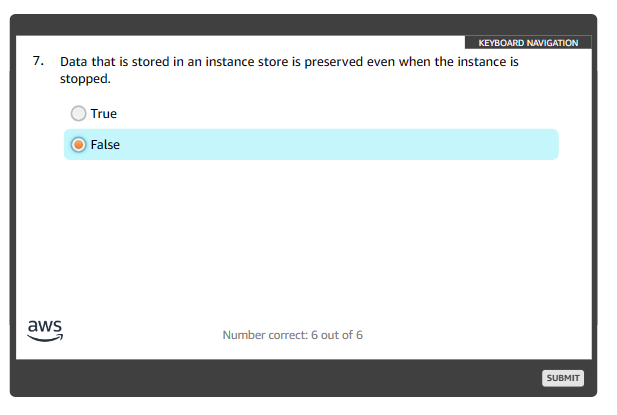 KEYBOARD NAVIGATION
7. Data that is stored in an instance store is preserved even when the instance is
stopped.
True
False
aws
Number correct: 6 out of 6
SUBMIT